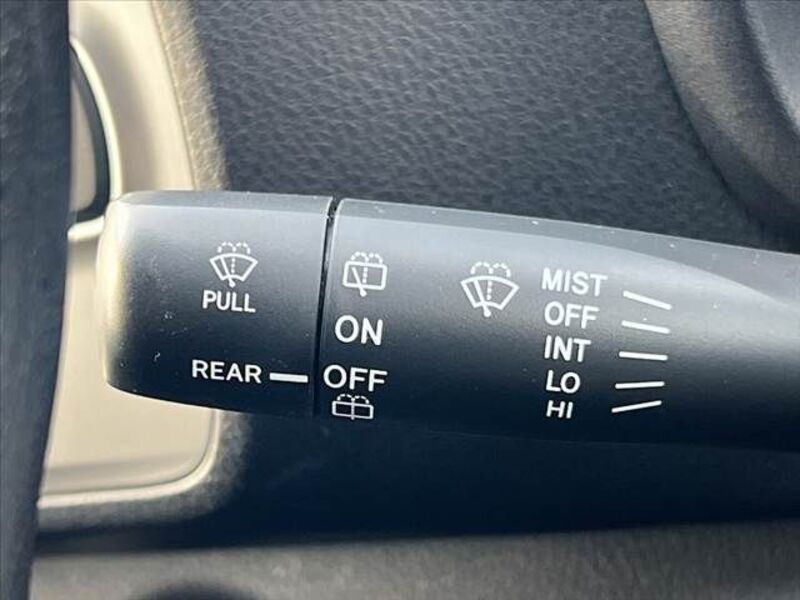 PULL
REAR
ON
OFF
MIST
OFF
INT
LO
HI